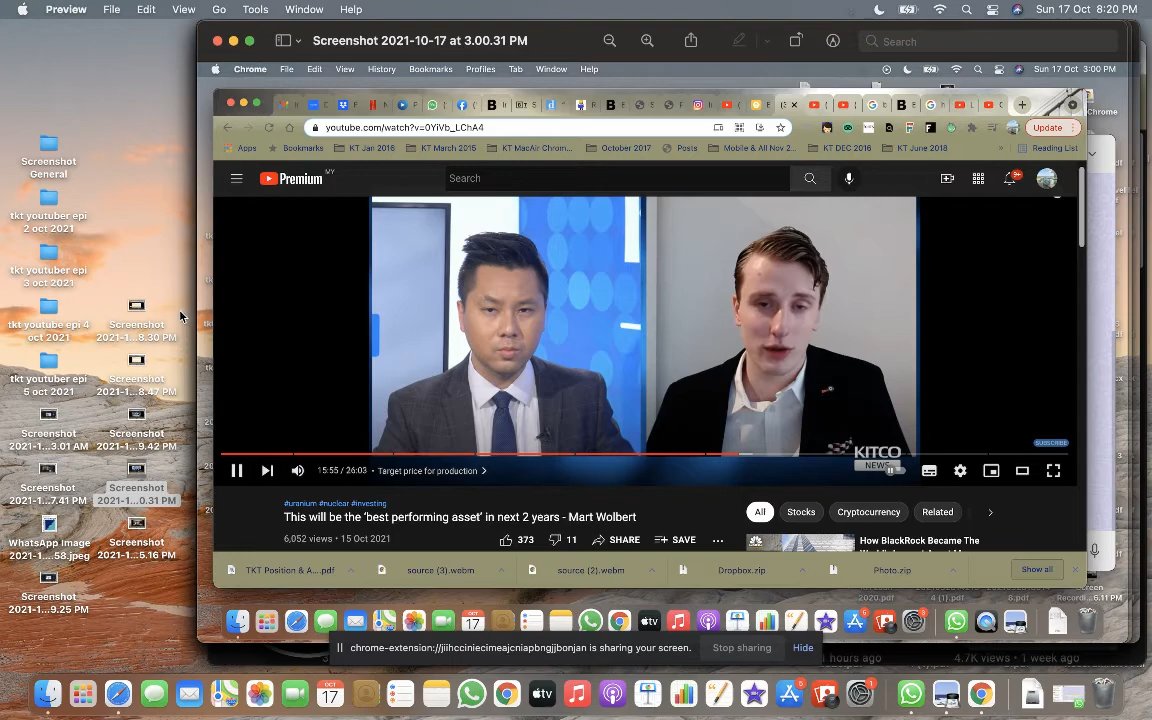 Preview File Edit View Go Tools Window Help Sun 17 Oct 8:20 PM
Screenshot 2021-10-17 at 3.00.31 PM Search
Chrome File Edit View History Bookmarks Profiles Tab Window Help Sun 17 Oct 3:00 PM
youtube.com/watch?v=0YiVb_LChA4 Update
Apps Bookmarks KT Jan 2016 KT March 2015 KT MacAir Chrom... October 2017 Posts Mobile & All Nov 2... KT DEC 2016 KT June 2018 » Reading List
Chrome
Premium MY Search 9+
Screenshot
General
tkt youtuber epi
2 oct 2021
tkt youtuber epi
3 oct 2021
tkt youtube epi 4
oct 2021
Screenshot
2021-1...8.30 PM
tkt youtuber epi
5 oct 2021
Screenshot
2021-1...8.47 PM
Screenshot
2021-1...3.01 AM
Screenshot
2021-1...9.42 PM
Screenshot
2021-1...7.41 PM
Screenshot
2021-1...0.31 PM
WhatsApp Image
2021-1....58.jpeg
Screenshot
2021-1...5.16 PM
Screenshot
2021-1...9.25 PM
SUBSCRIBE
KITCO
NEWS
15:55 / 26:03 • Target price for production
#uranium #nuclear #investing
This will be the 'best performing asset' in next 2 years - Mart Wolbert
6,052 views • 15 Oct 2021 373 11 SHARE SAVE ...
All Stocks Cryptocurrency Related
How BlackRock Became The
TKT Position & A....pdf source (3).webm source (2).webm Dropbox.zip Photo.zip Show all
chrome-extension://jiihcciniecimeajcniapbngjjbonjan is sharing your screen. Stop sharing Hide
hours ago 4.7K views • 1 week ago
OCT
17